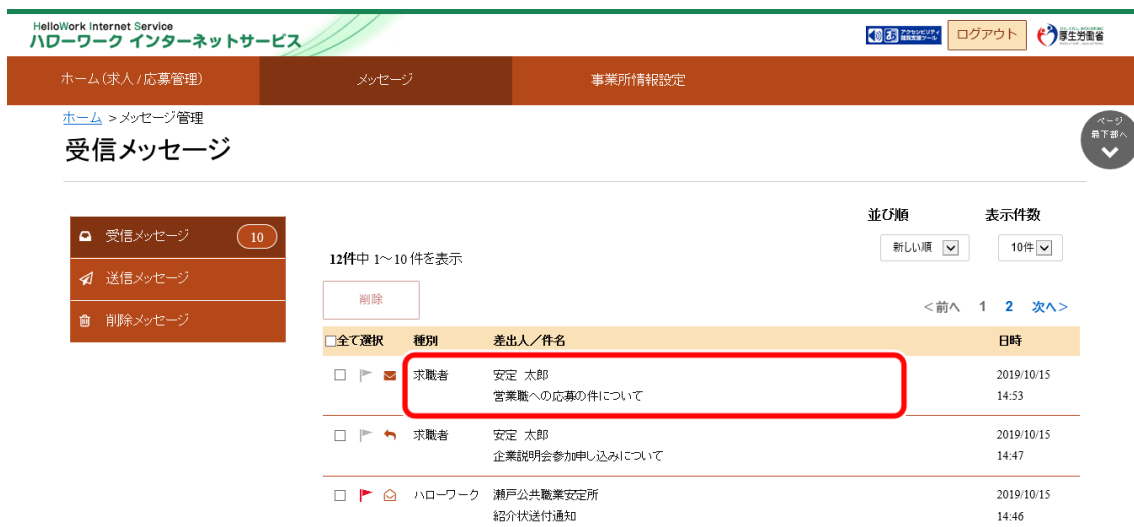 HelloWork Internet Service
ハローワーク インターネットサービス
ログアウト
厚生労働省
ホーム(求人/応募管理)
メッセージ
事業所情報設定
ホーム >メッセージ管理
ページ
最下部へ
受信メッセージ
並び順
表示件数
受信メッセージ
10
新しい順
10件
12件中 1～10 件を表示
送信メッセージ
削除
<前へ 1 2 次へ>
削除メッセージ
全て選択 種別 差出人／件名 日時
求職者 安定 太郎 2019/10/15
営業職への応募の件について 14:53
求職者 安定 太郎 2019/10/15
企業説明会参加申し込みについて 14:47
ハローワーク 瀬戸公共職業安定所 2019/10/15
紹介状送付通知 14:46